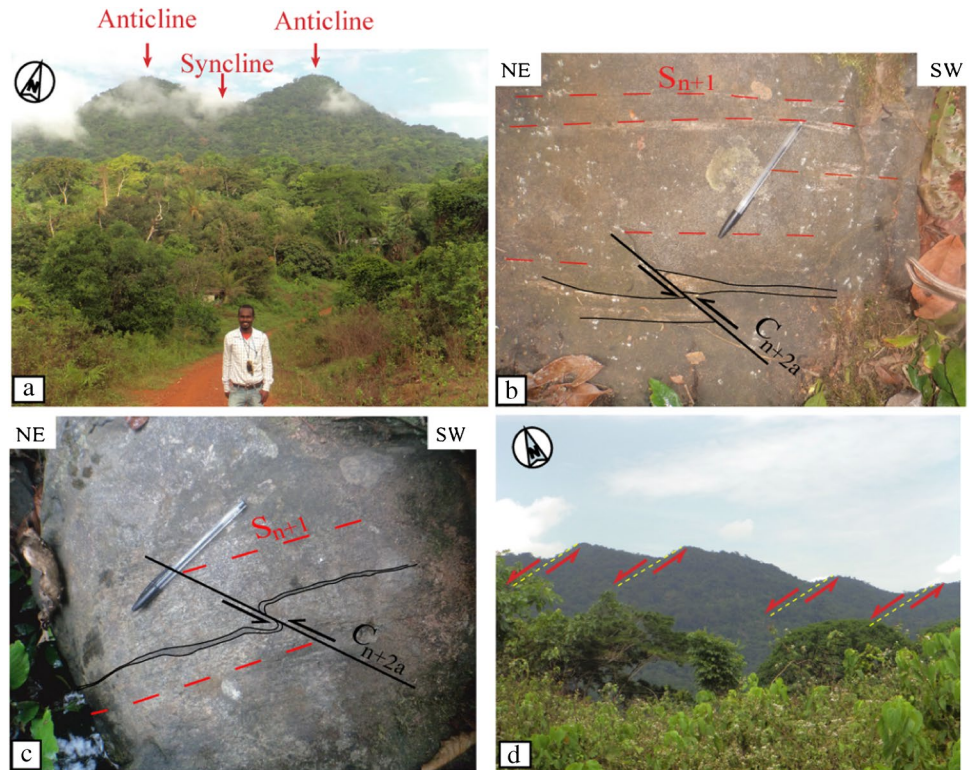 Anticline Anticline
Syncline
N
a
NE SW
Sn+1
Cn+2a
b
NE SW
Sn+1
Cn+2a
c
N
d